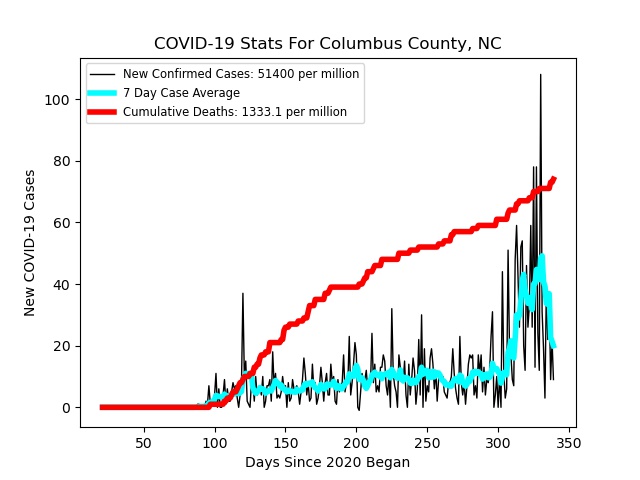 COVID-19 Stats For Columbus County, NC
New Confirmed Cases: 51400 per million
7 Day Case Average
Cumulative Deaths: 1333.1 per million
New COVID-19 Cases
100
80
60
40
20
0
50 100 150 200 250 300 350
Days Since 2020 Began